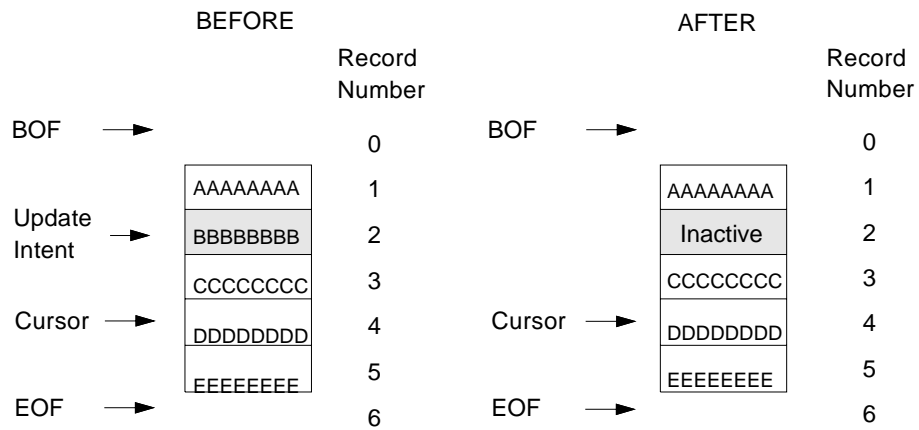 BEFORE
AFTER
Record
Number
Record
Number
BOF
0
BOF
0
AAAAAAAA
1
AAAAAAAA
1
Update
Intent
BBBBBBBB
2
Inactive
2
CCCCCCCC
3
CCCCCCCC
3
Cursor
DDDDDDDD
4
Cursor
DDDDDDDD
4
EEEEEEEE
5
EEEEEEEE
5
EOF
6
EOF
6